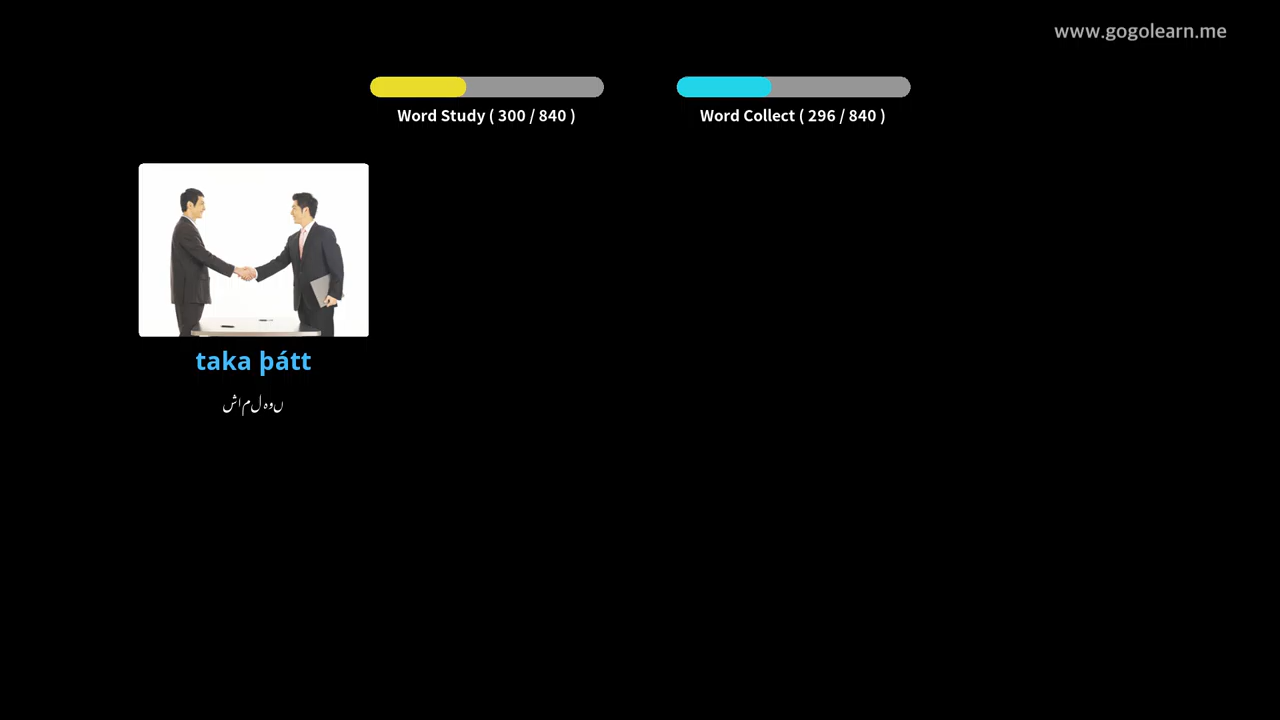 www.gogolearn.me
Word Study ( 300 / 840 )
Word Collect ( 296 / 840 )
taka þátt
شامل ہوں